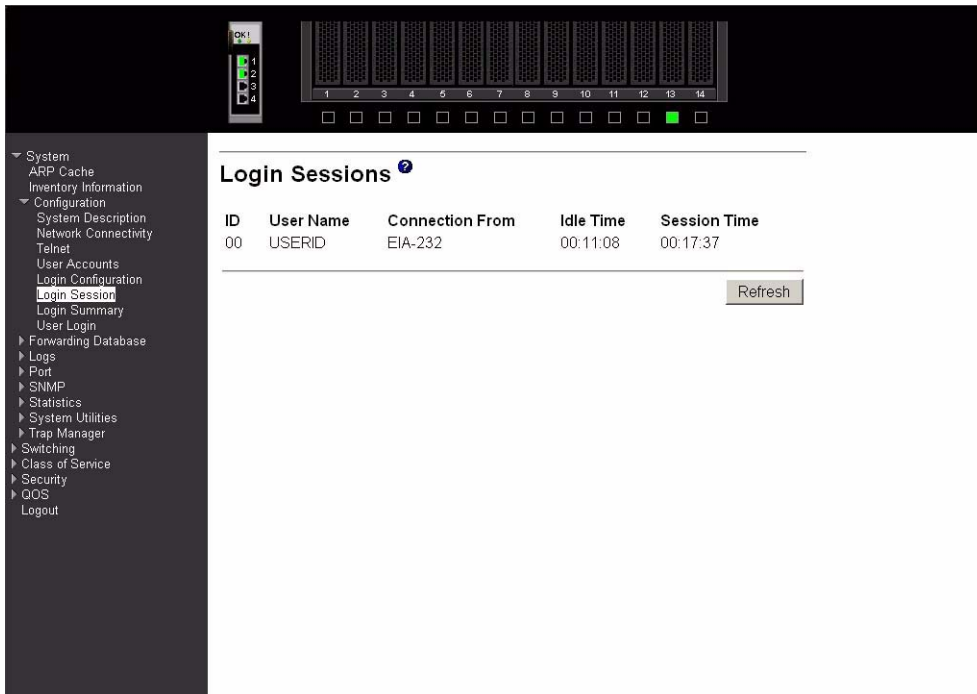 OK!
1
2
3
4
1 2 3 4 5 6 7 8 9 10 11 12 13 14
System
ARP Cache
Inventory Information
Configuration
System Description
Network Connectivity
Telnet
User Accounts
Login Configuration
Login Session
Login Summary
User Login
Forwarding Database
Logs
Port
SNMP
Statistics
System Utilities
Trap Manager
Switching
Class of Service
Security
QOS
Logout
Login Sessions ?
ID User Name Connection From Idle Time Session Time
00 USERID EIA-232 00:11:08 00:17:37
Refresh